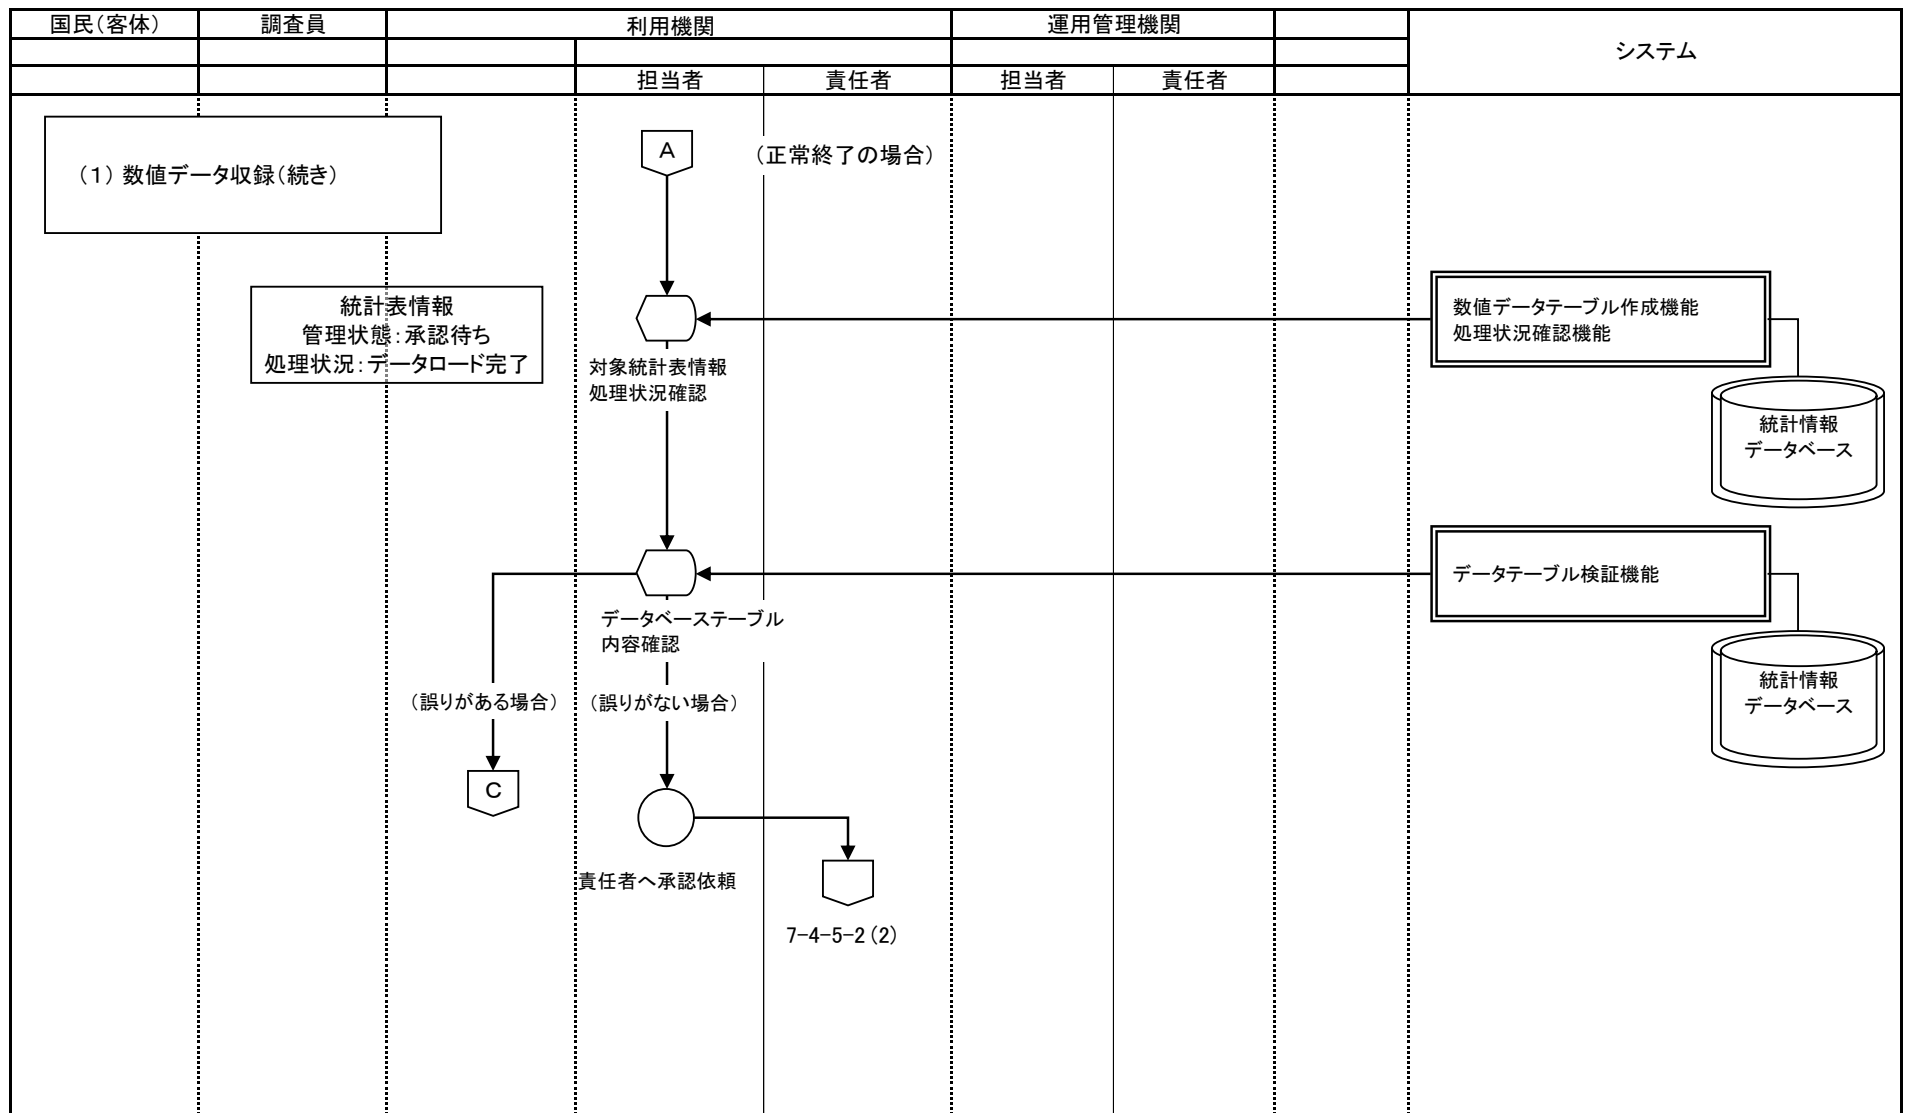 国民（客体）
調査員
利用機関
運用管理機関
システム
担当者
責任者
担当者
責任者
（１）数値データ収録（続き）
A
（正常終了の場合）
統計表情報
管理状態：承認待ち
処理状況：データロード完了
数値データテーブル作成機能
処理状況確認機能
対象統計表情報
処理状況確認
統計情報
データベース
データテーブル検証機能
データベーステーブル
内容確認
統計情報
データベース
（誤りがある場合）
（誤りがない場合）
C
責任者へ承認依頼
7-4-5-2（2）